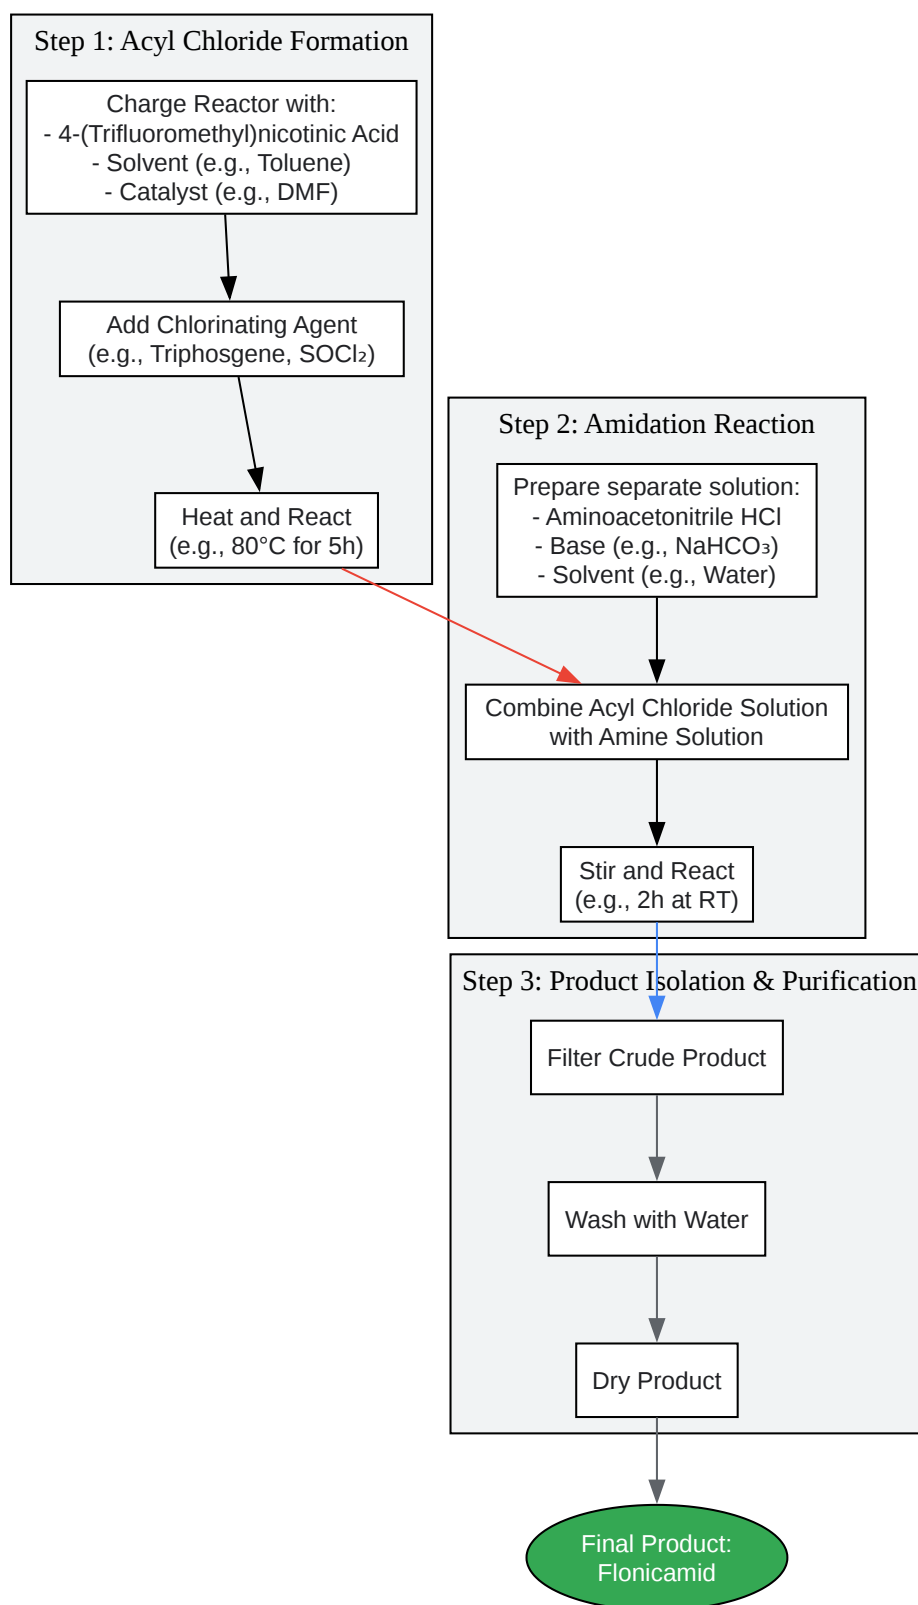 Step 1: Acyl Chloride Formation
Charge Reactor with:
- 4-(Trifluoromethyl)nicotinic Acid
- Solvent (e.g., Toluene)
- Catalyst (e.g., DMF)
Add Chlorinating Agent
(e.g., Triphosgene, SOCl₂)
Heat and React
(e.g., 80°C for 5h)
Step 2: Amidation Reaction
Prepare separate solution:
- Aminoacetonitrile HCl
- Base (e.g., NaHCO₃)
- Solvent (e.g., Water)
Combine Acyl Chloride Solution
with Amine Solution
Stir and React
(e.g., 2h at RT)
Step 3: Product Isolation & Purification
Filter Crude Product
Wash with Water
Dry Product
Final Product:
Flonicamid